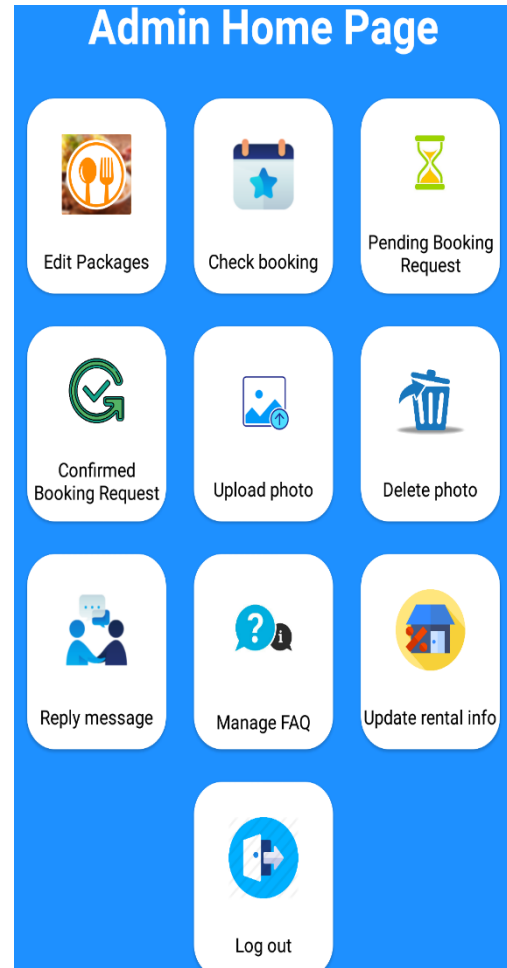 Admin Home Page
Edit Packages
Check booking
Pending Booking
Request
Confirmed
Booking Request
Upload photo
Delete photo
Reply message
Manage FAQ
Update rental info
Log out